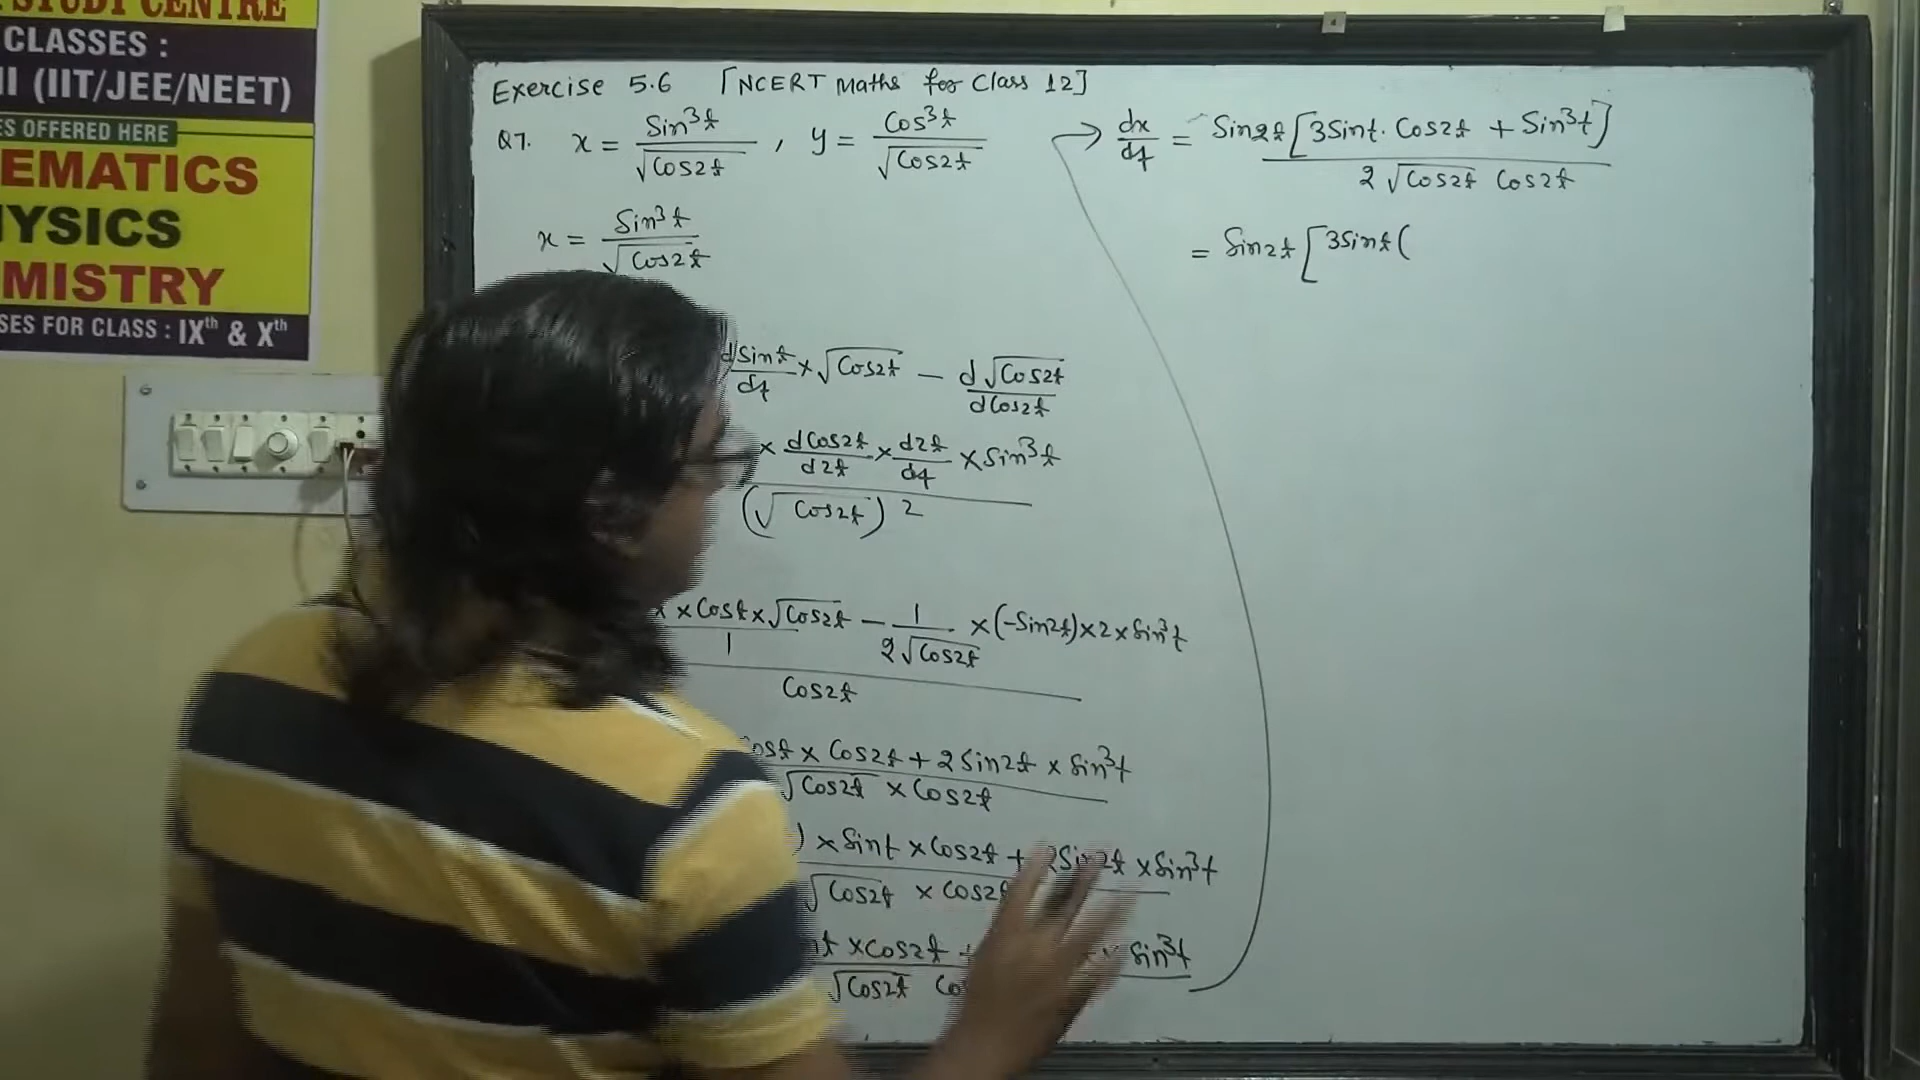 STUDY CENTRE
CLASSES :
II (IIT/JEE/NEET)
ES OFFERED HERE
EMATICS
YSICS
MISTRY
SES FOR CLASS : IXth & Xth
Exercise 5.6 [NCERT Maths for Class 12]
Q7. x = Sin³t / √Cos2t , y = Cos³t / √Cos2t
x = Sin³t / √Cos2t
dSint/dt × √Cos2t − d√Cos2t / dCos2t
× dCos2t/d2t × d2t/dt × Sin³t
(√Cos2t)²
× Cost × √Cos2t / 1 − 1 / 2√Cos2t × (−Sin2t) × 2 × Sin³t
Cos2t
Cost × Cos2t + 2Sin2t × Sin³t
√Cos2t × Cos2t
) × Sint × Cos2t + 2Sin2t × Sin³t
√Cos2t × Cos2t
t × Cos2t + Sin³t
√Cos2t Co
→ dx/dt = Sin2t [3Sint. Cos2t + Sin³t] / 2 √Cos2t Cos2t
= Sin2t [3Sint (